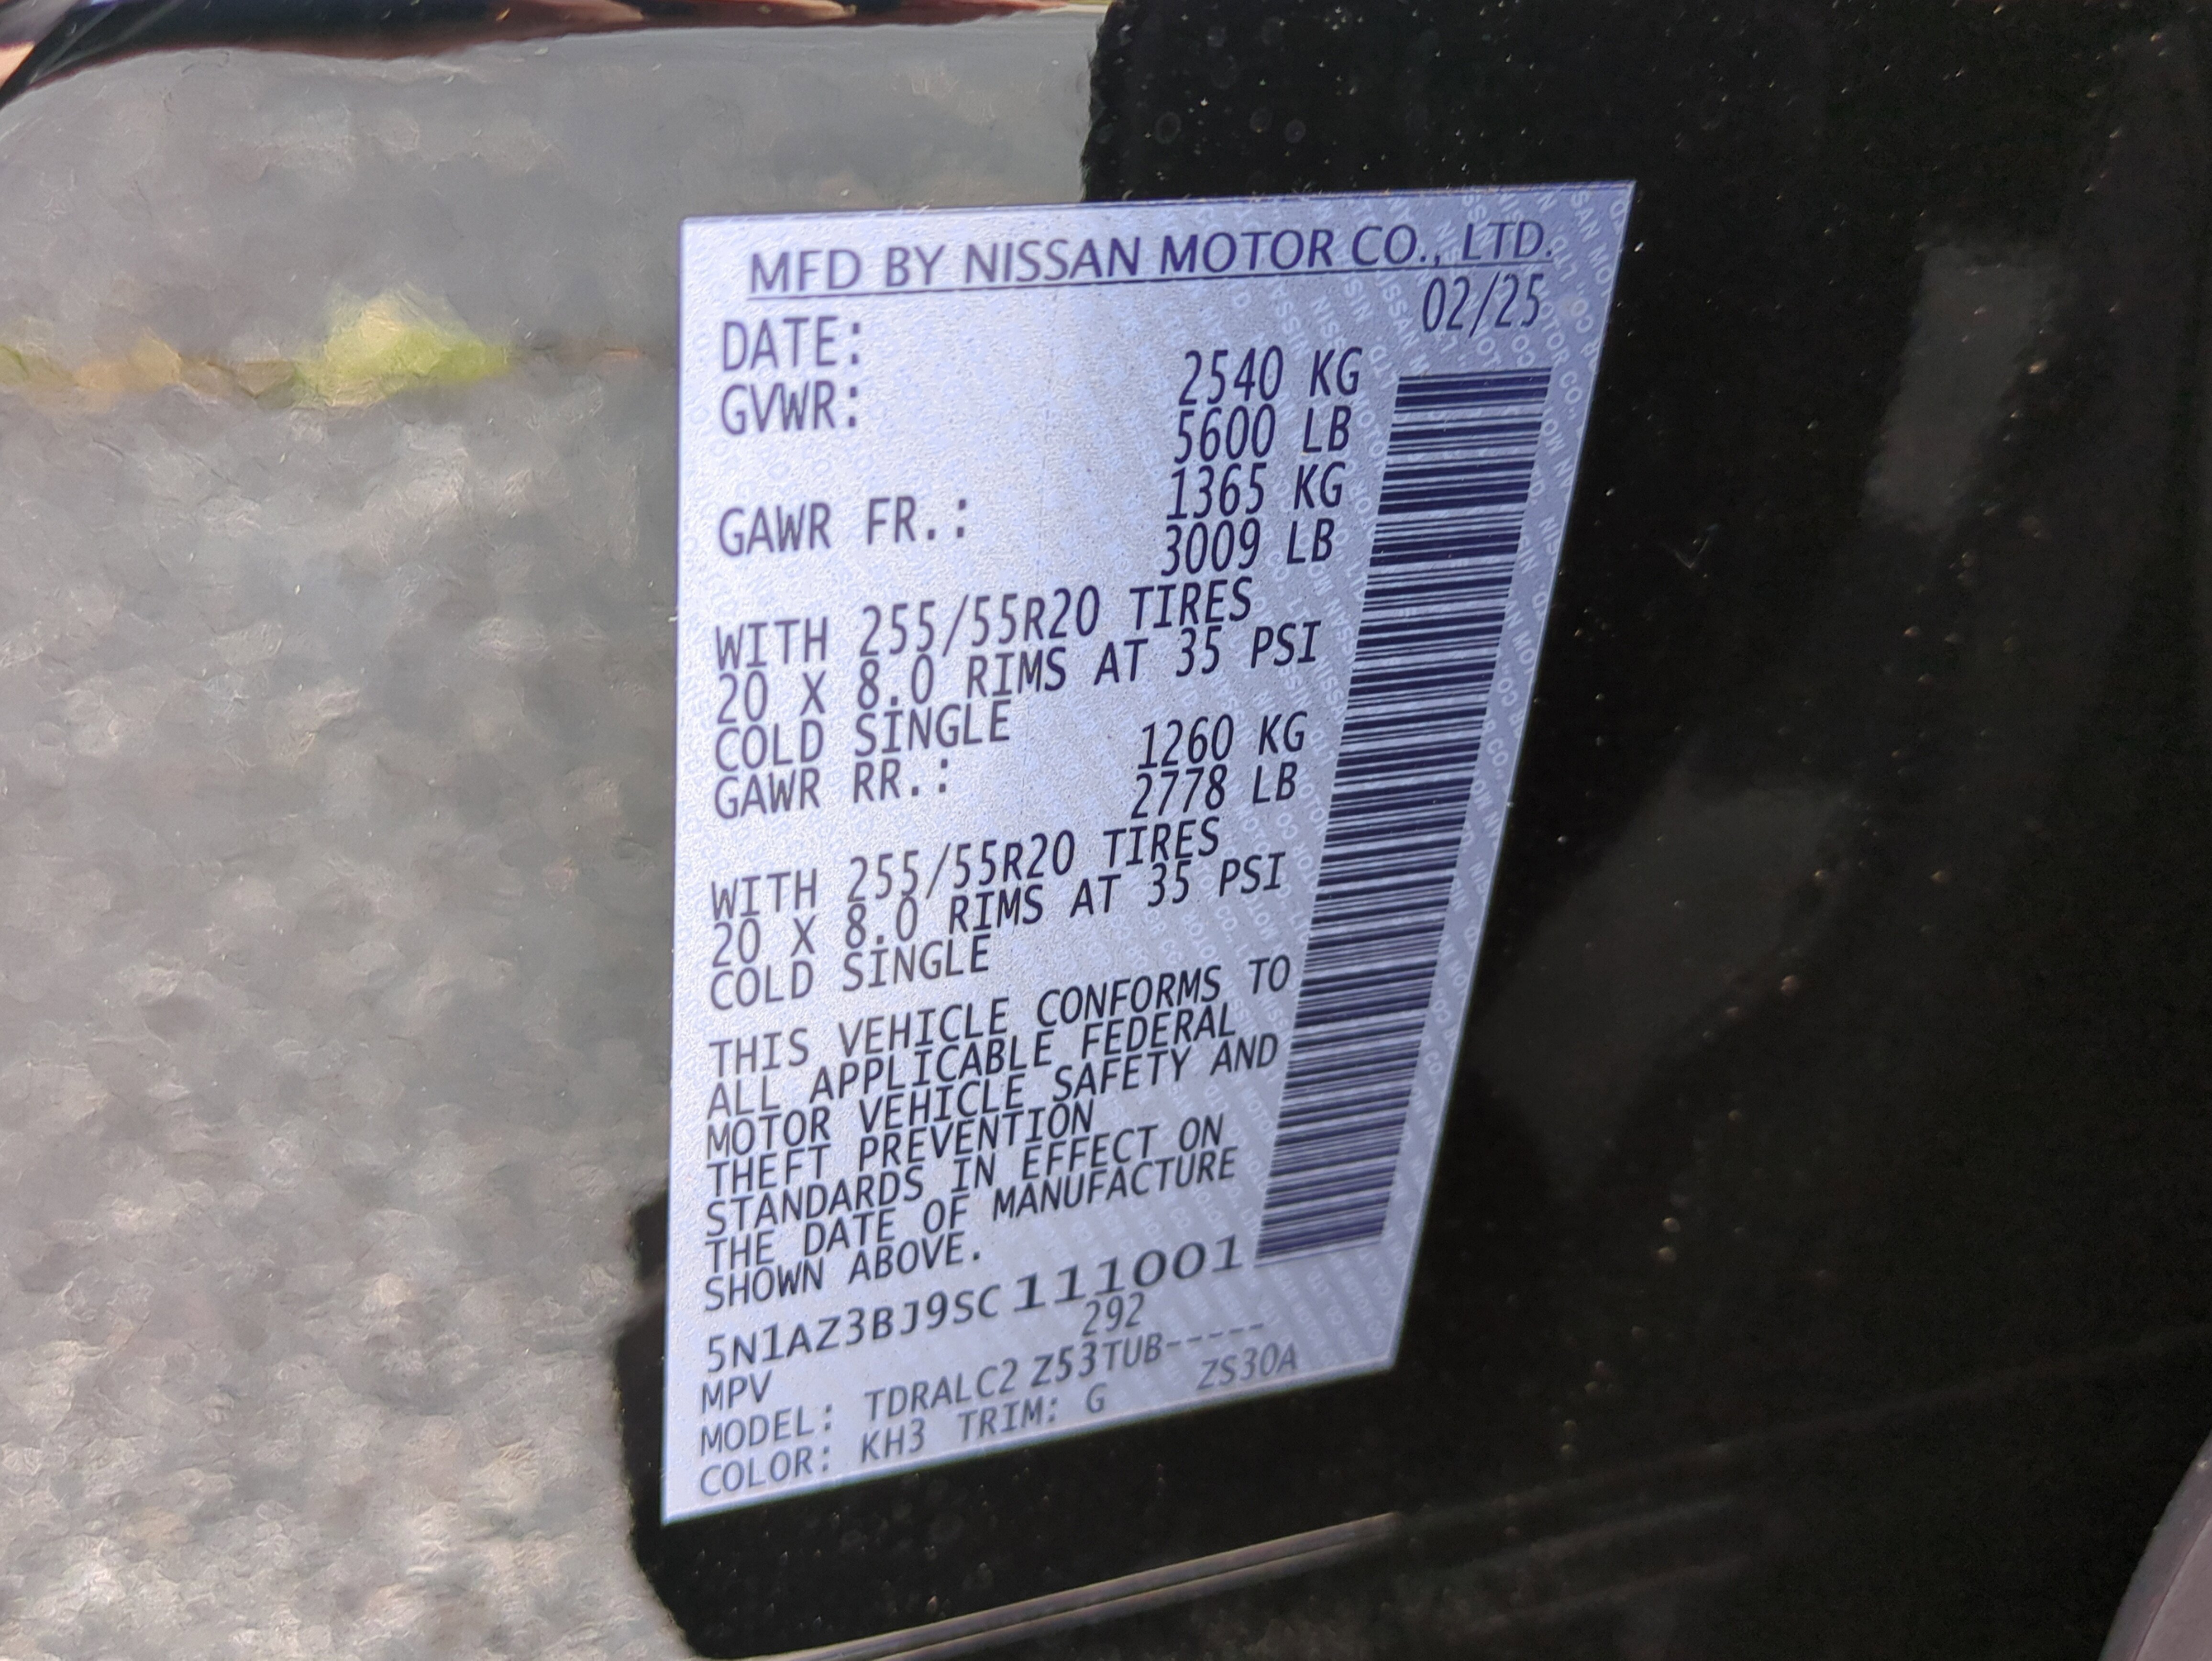 MFD BY NISSAN MOTOR CO., LTD.
DATE: 02/25
GVWR: 2540 KG
5600 LB
GAWR FR.: 1365 KG
3009 LB
WITH 255/55R20 TIRES
20 X 8.0 RIMS AT 35 PSI
COLD SINGLE
GAWR RR.: 1260 KG
2778 LB
WITH 255/55R20 TIRES
20 X 8.0 RIMS AT 35 PSI
COLD SINGLE
THIS VEHICLE CONFORMS TO
ALL APPLICABLE FEDERAL
MOTOR VEHICLE SAFETY AND
THEFT PREVENTION
STANDARDS IN EFFECT ON
THE DATE OF MANUFACTURE
SHOWN ABOVE.
5N1AZ3BJ9SC111001
MPV 292
MODEL: TDRALC2 Z53TUB-----
COLOR: KH3 TRIM: G ZS30A